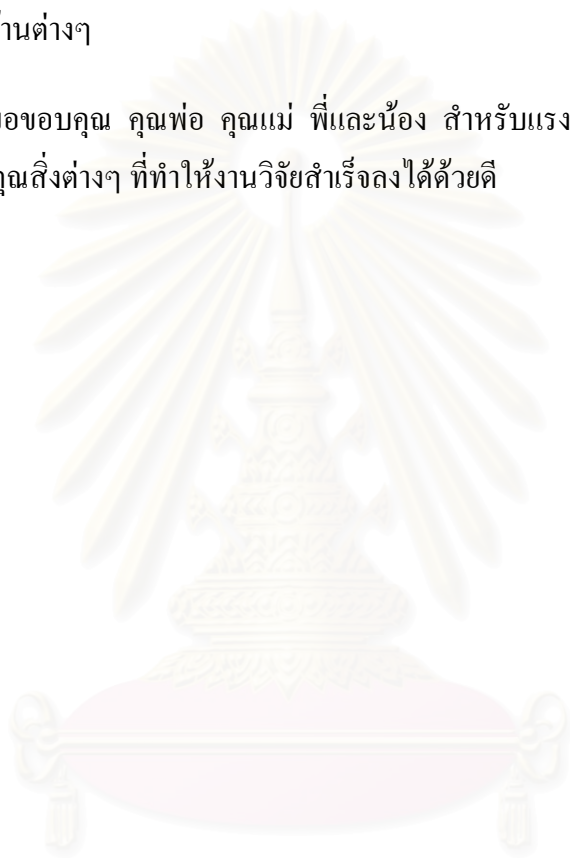 านต่างๆ
อขอบคุณ คุณพ่อ คุณแม่ พี่และน้อง สำหรับแรง
คุณสิ่งต่างๆ ที่ทำให้งานวิจัยสำเร็จลงได้ด้วยดี